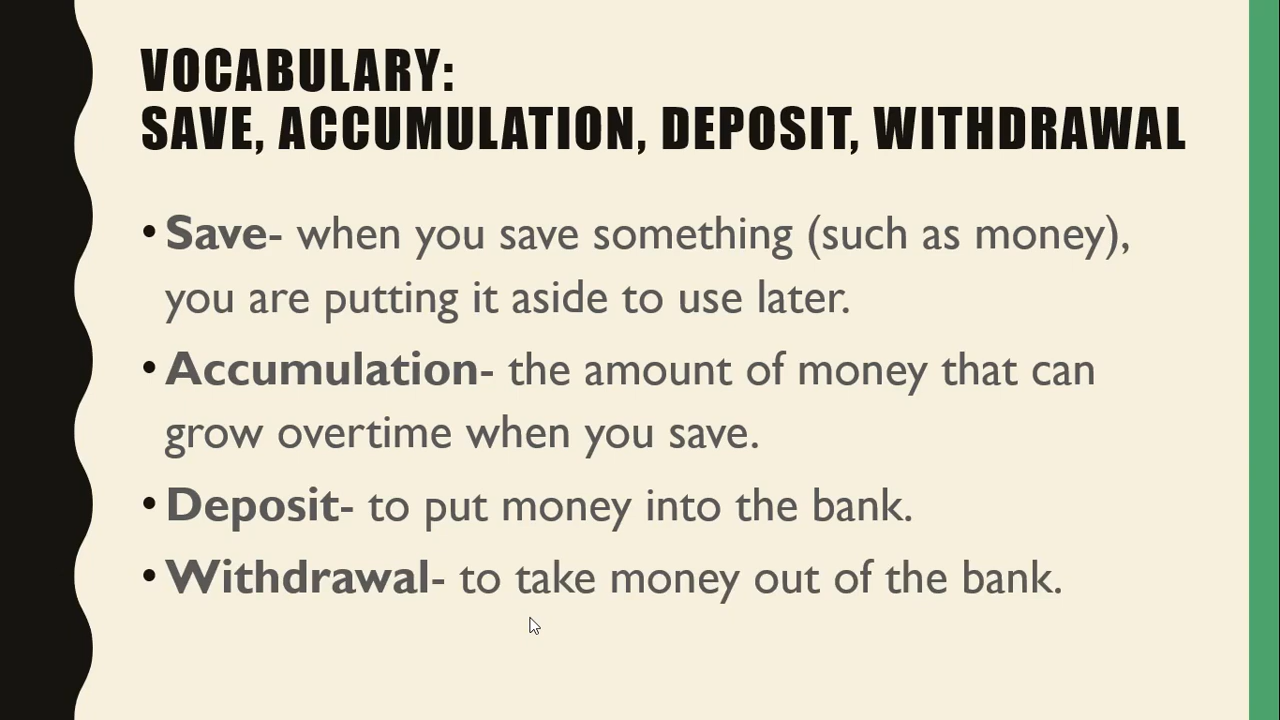 VOCABULARY:
SAVE, ACCUMULATION, DEPOSIT, WITHDRAWAL
• Save- when you save something (such as money),
you are putting it aside to use later.
• Accumulation- the amount of money that can
grow overtime when you save.
• Deposit- to put money into the bank.
• Withdrawal- to take money out of the bank.